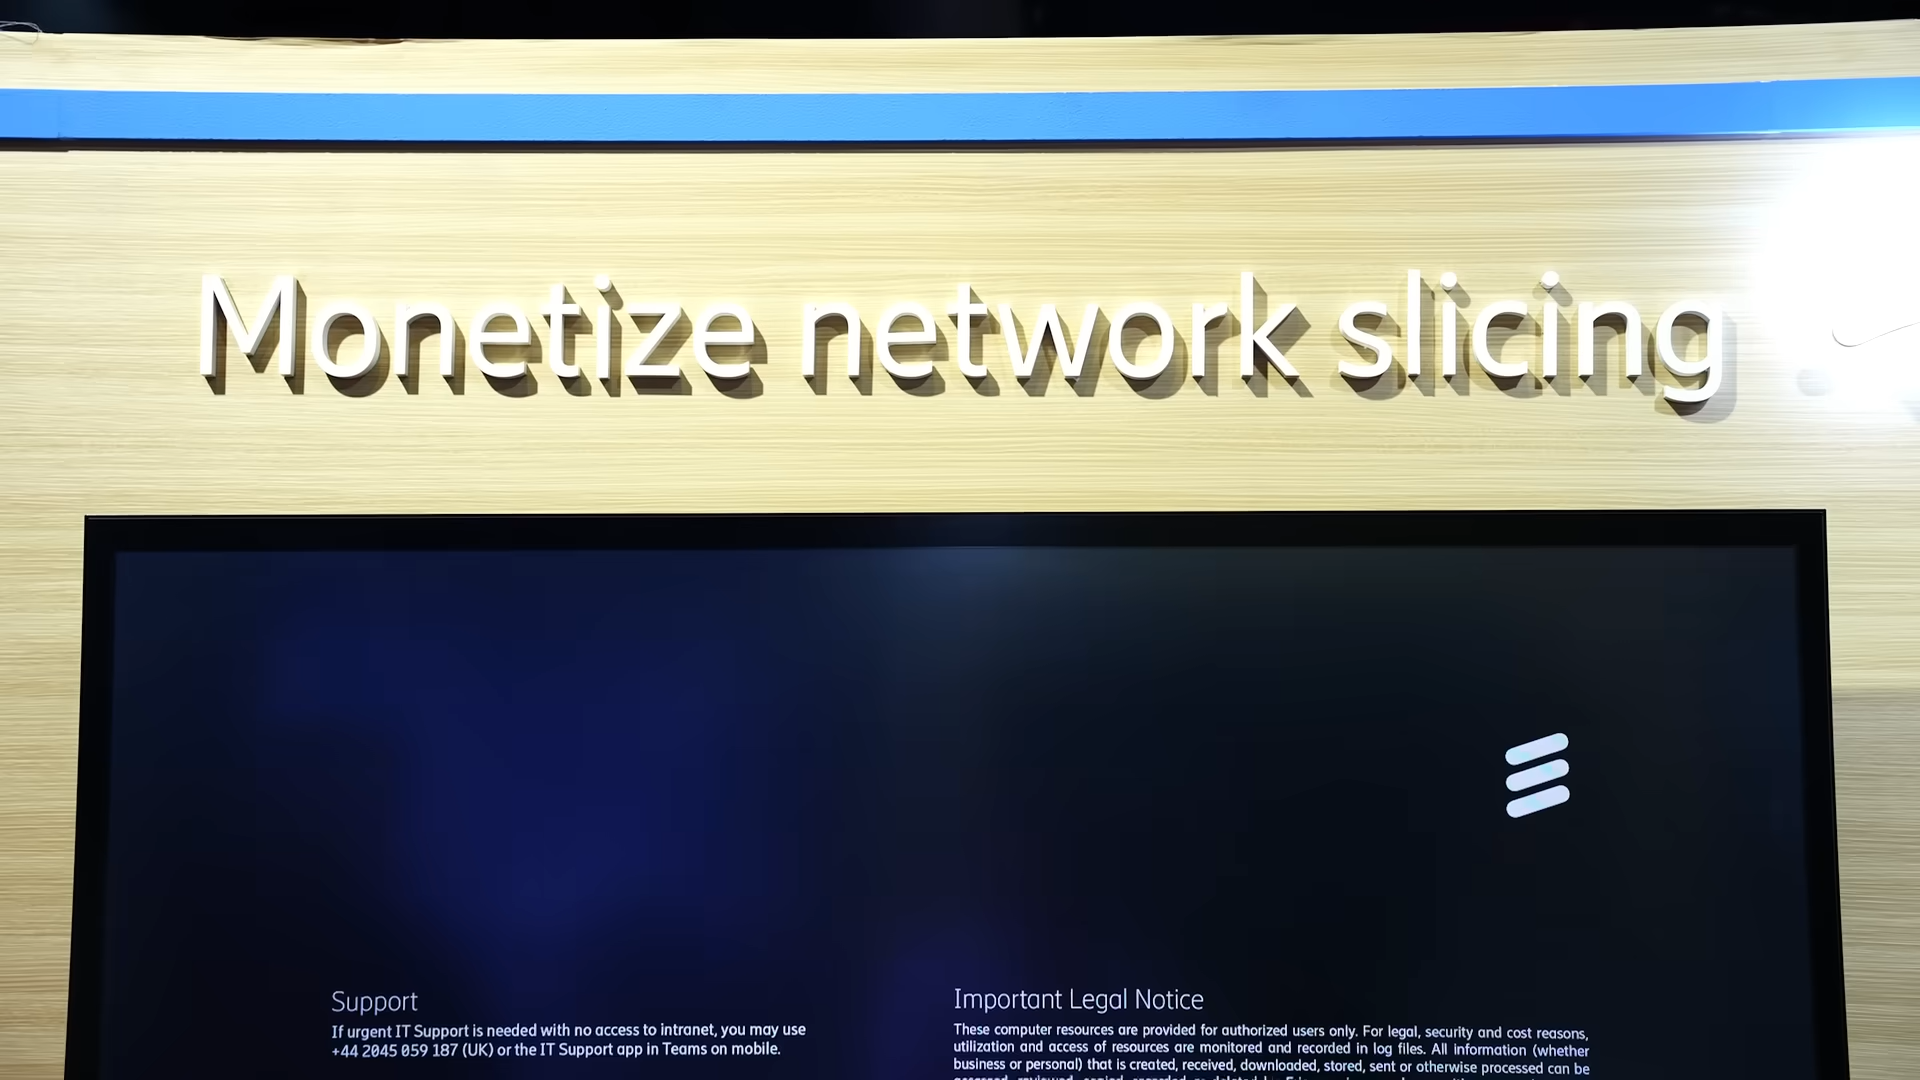 Monetize network slicing
Support
If urgent IT Support is needed with no access to intranet, you may use
+44 2045 059 187 (UK) or the IT Support app in Teams on mobile.
Important Legal Notice
These computer resources are provided for authorized users only. For legal, security and cost reasons,
utilization and access of resources are monitored and recorded in log files. All information (whether
business or personal) that is created, received, downloaded, stored, sent or otherwise processed can be